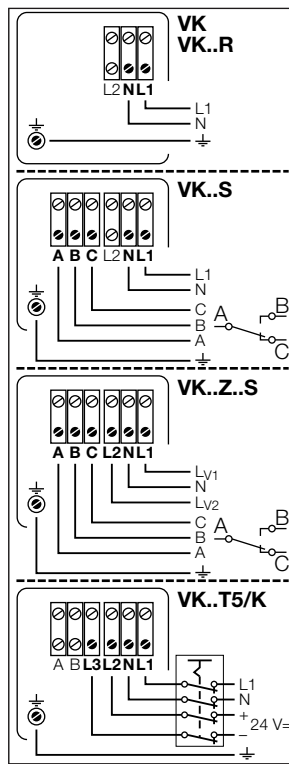 VK
VK..R
L2 N L1
L1
N
VK..S
A B C L2 N L1
L1
N
C
B
A
A
B
C
VK..Z..S
A B C L2 N L1
LV1
N
LV2
C
B
A
A
B
C
VK..T5/K
A B L3 L2 N L1
L1
N
+
24 V=
–